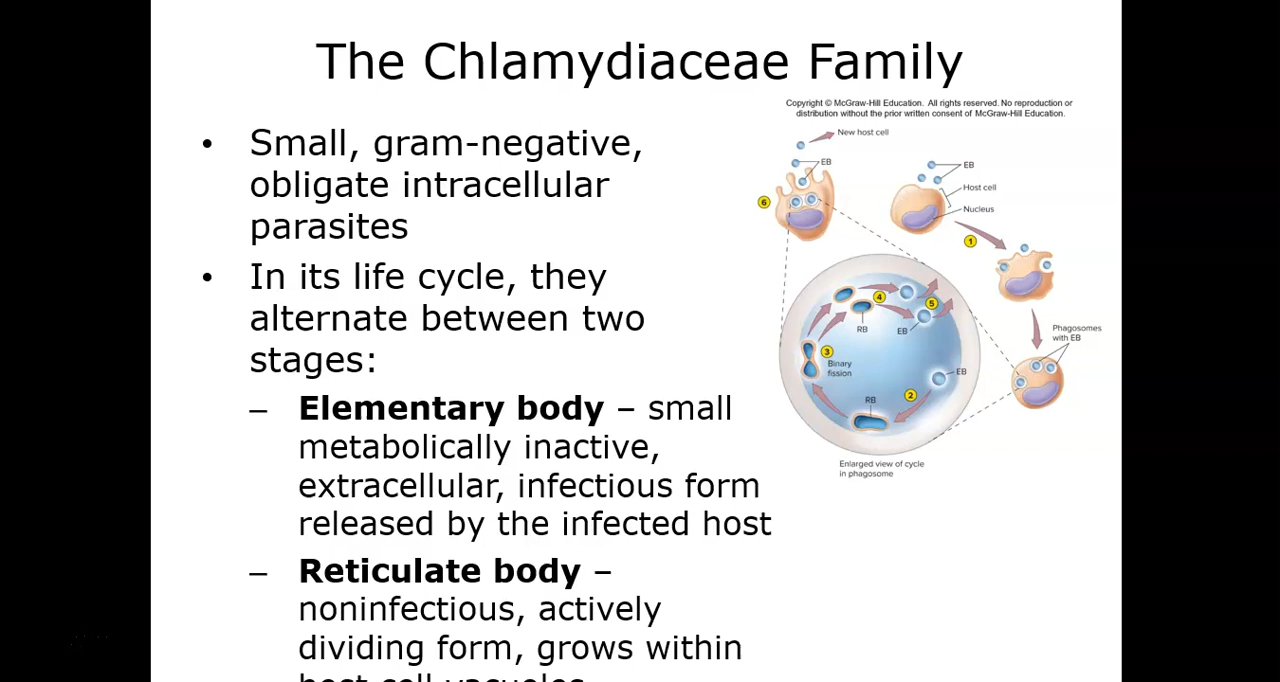 The Chlamydiaceae Family
• Small, gram-negative,
obligate intracellular
parasites
• In its life cycle, they
alternate between two
stages:
– Elementary body – small
metabolically inactive,
extracellular, infectious form
released by the infected host
– Reticulate body –
noninfectious, actively
dividing form, grows within
host cell vacuoles
Copyright © McGraw-Hill Education. All rights reserved. No reproduction or
distribution without the prior written consent of McGraw-Hill Education.
New host cell
EB
EB
Host cell
Nucleus
6
1
Phagosomes
with EB
4
5
RB
EB
3
Binary
fission
EB
2
RB
Enlarged view of cycle
in phagosome